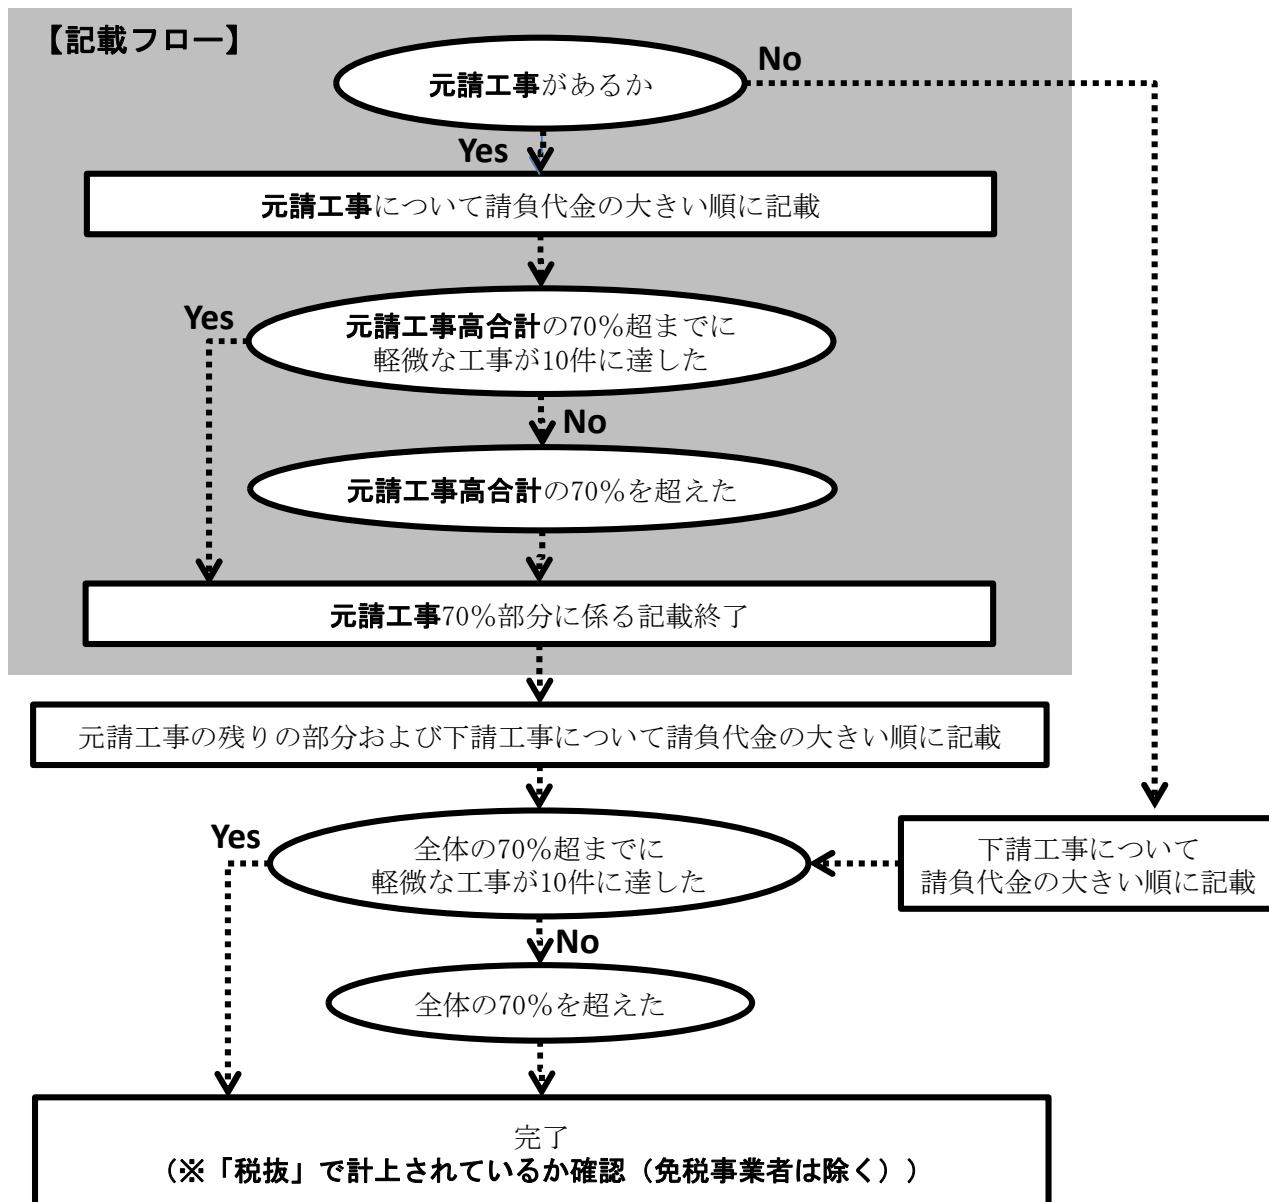 【記載フロー】
元請工事があるか
No
Yes
元請工事について請負代金の大きい順に記載
Yes
元請工事高合計の70％超までに
軽微な工事が10件に達した
No
元請工事高合計の70％を超えた
元請工事70％部分に係る記載終了
元請工事の残りの部分および下請工事について請負代金の大きい順に記載
Yes
全体の70％超までに
軽微な工事が10件に達した
下請工事について
請負代金の大きい順に記載
No
全体の70％を超えた
完了
（※「税抜」で計上されているか確認（免税事業者は除く））